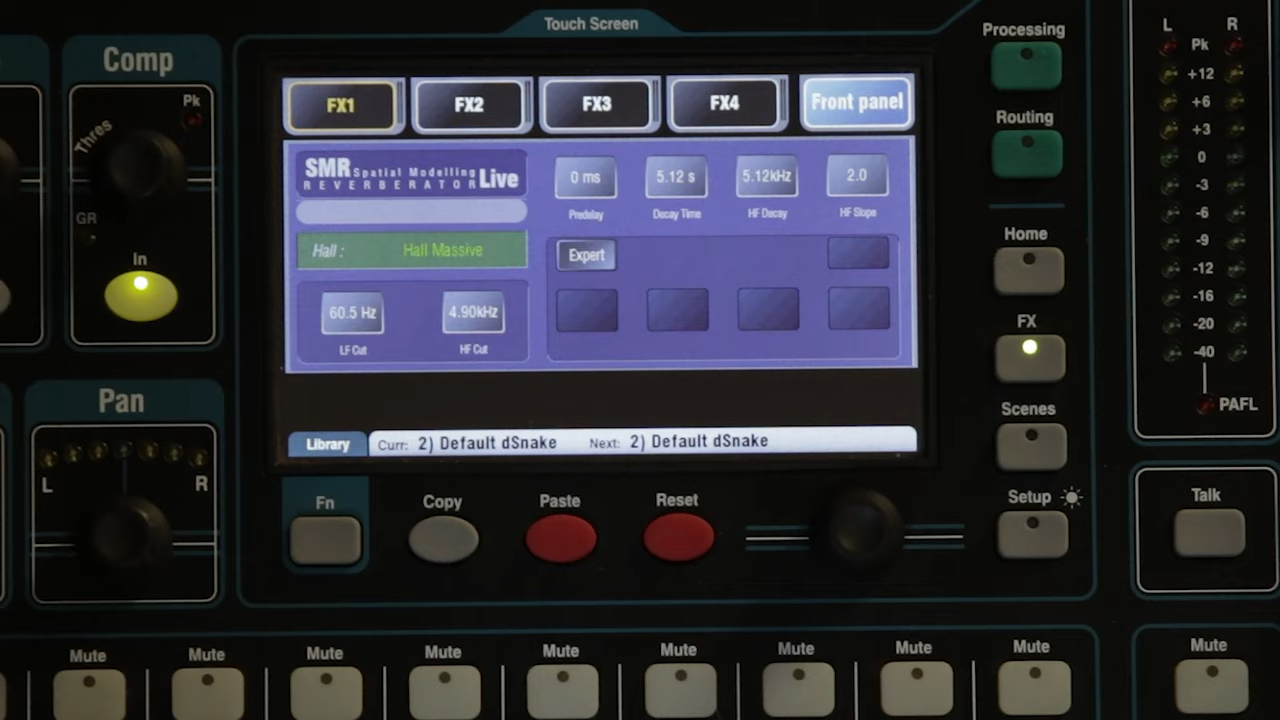 Touch Screen
Comp
Pk
Thres
GR
In
Pan
L
R
FX1
FX2
FX3
FX4
Front panel
SMR Spatial Modelling
REVERBERATOR Live
Hall :
Hall Massive
60.5 Hz
4.90kHz
LF Cut
HF Cut
0 ms
5.12 s
5.12kHz
2.0
Predelay
Decay Time
HF Decay
HF Slope
Expert
Library
Curr: 2) Default dSnake
Next: 2) Default dSnake
Fn
Copy
Paste
Reset
Processing
Routing
Home
FX
Scenes
Setup
L
R
Pk
+12
+6
+3
0
-3
-6
-9
-12
-16
-20
-40
PAFL
Talk
Mute
Mute
Mute
Mute
Mute
Mute
Mute
Mute
Mute
Mute